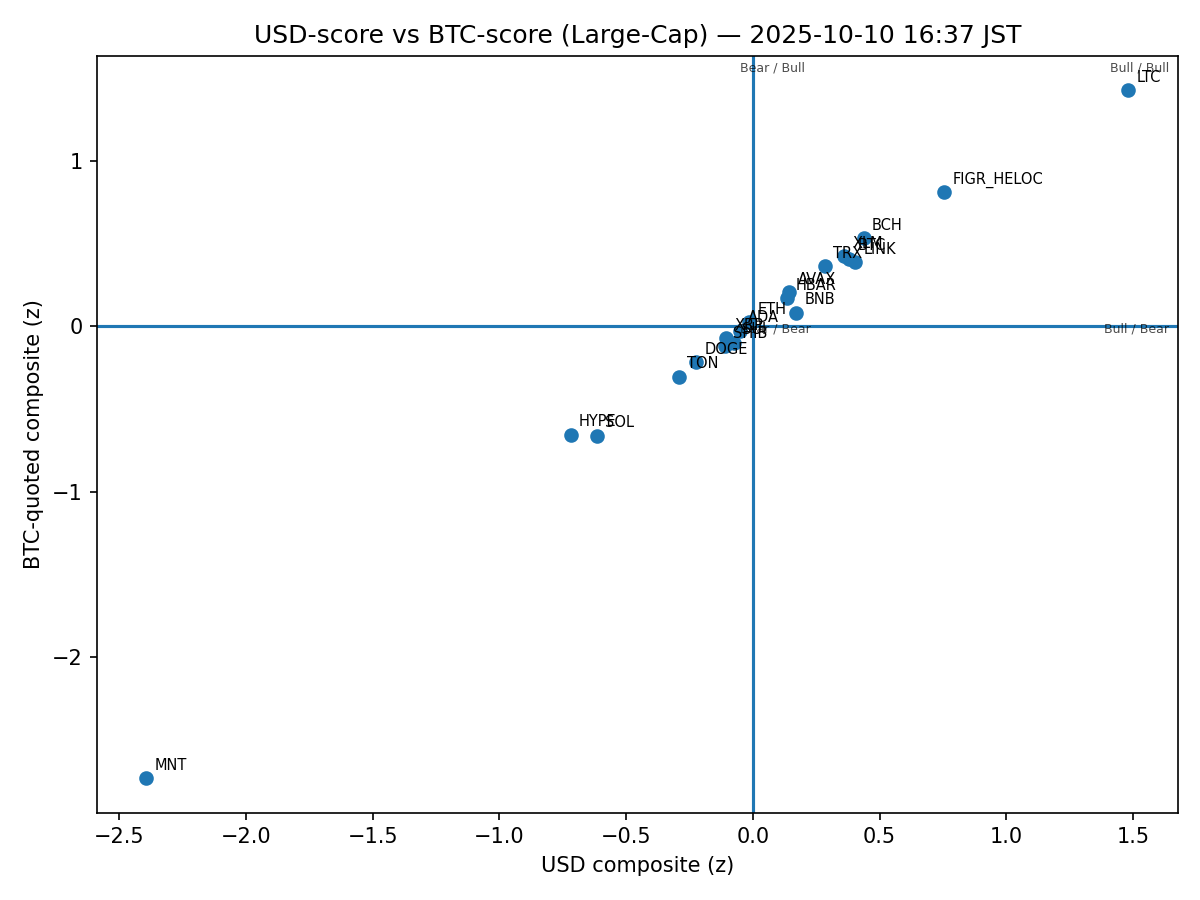 USD-score vs BTC-score (Large-Cap) — 2025-10-10 16:37 JST
Bear / Bull
Bull / Bull
LTC
FIGR_HELOC
BCH
XLM
LINK
TRX
AVAX
HBAR
BNB
ETH
ADA
/ Bear
Bull / Bear
SHIB
DOGE
TON
HYPE
SOL
MNT
1
0
−1
−2
BTC-quoted composite (z)
−2.5
−2.0
−1.5
−1.0
−0.5
0.0
0.5
1.0
1.5
USD composite (z)